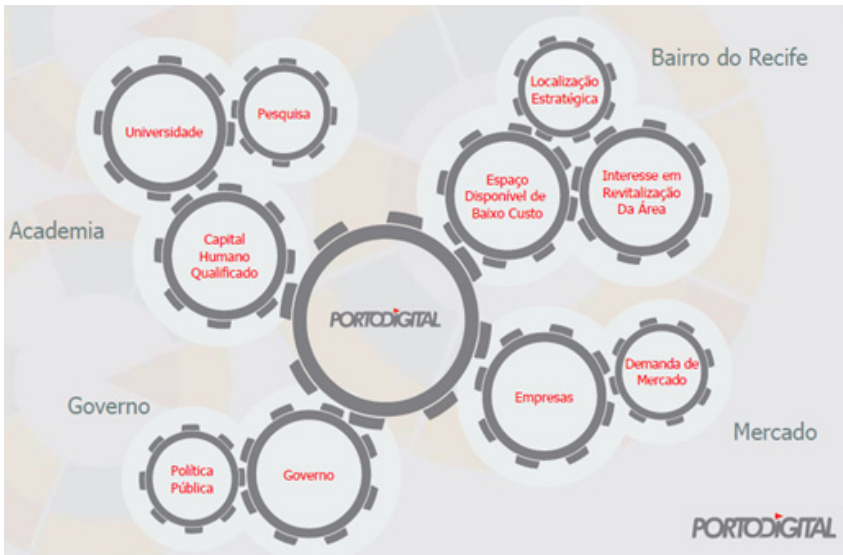 Bairro do Recife
Localização
Estratégica
Pesquisa
Universidade
Espaço
Disponível de
Baixo Custo
Interesse em
Revitalização
Da Área
Academia
Capital
Humano
Qualificado
PORTODIGITAL
Demanda de
Mercado
Empresas
Governo
Mercado
Política
Pública
Governo
PORTODIGITAL